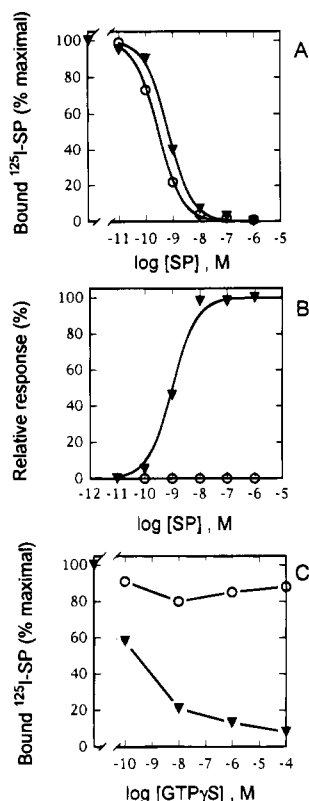 A
Bound ¹²⁵I-SP (% maximal)
100
80
60
40
20
0
-11 -10 -9 -8 -7 -6 -5
log [SP] , M
B
Relative response (%)
100
80
60
40
20
0
-12 -11 -10 -9 -8 -7 -6 -5
log [SP] , M
C
Bound ¹²⁵I-SP (% maximal)
100
80
60
40
20
0
-10 -9 -8 -7 -6 -5 -4
log [GTPγS] , M